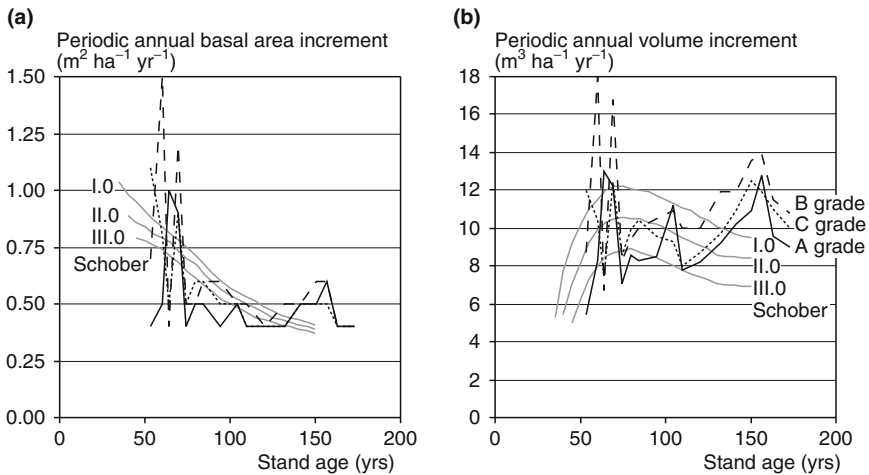 (a)
Periodic annual basal area increment
(m² ha⁻¹ yr⁻¹)
1.50
1.25
1.00
0.75
0.50
0.25
0.00
I.0
II.0
III.0
Schober
0
50
100
150
200
Stand age (yrs)
(b)
Periodic annual volume increment
(m³ ha⁻¹ yr⁻¹)
18
16
14
12
10
8
6
4
2
0
B grade
C grade
A grade
I.0
II.0
III.0
Schober
0
50
100
150
200
Stand age (yrs)